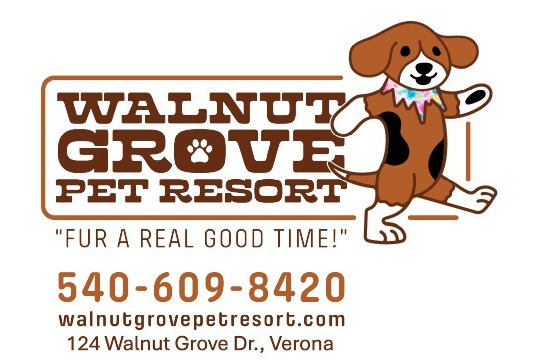 WALNUT
GROVE
PET RESORT
"FUR A REAL GOOD TIME!"
540-609-8420
walnutgrovepetresort.com
124 Walnut Grove Dr., Verona